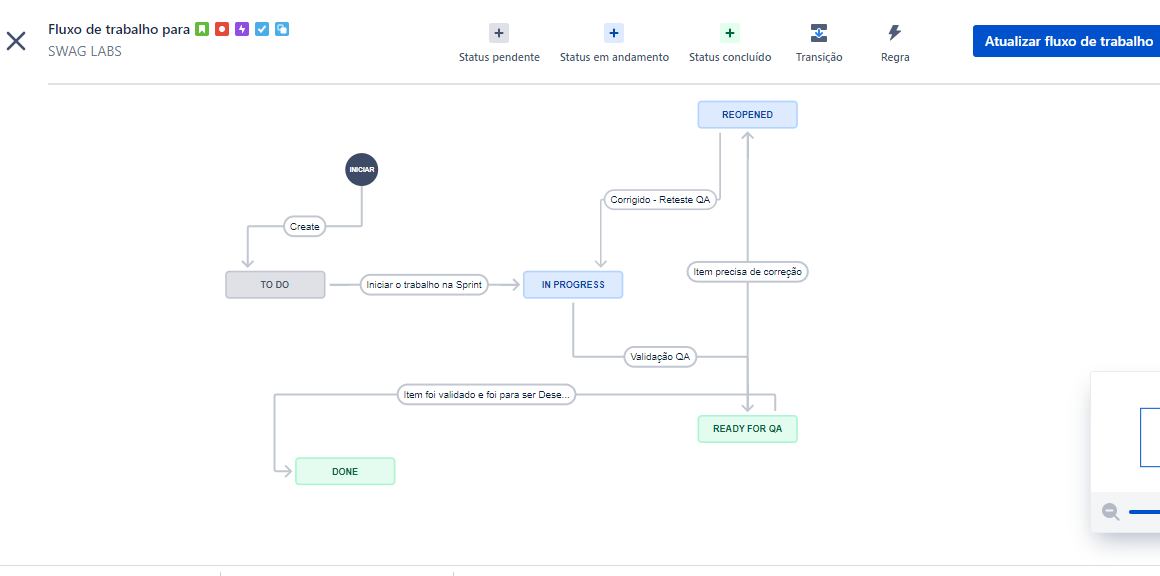 Fluxo de trabalho para
SWAG LABS
Status pendente
Status em andamento
Status concluído
Transição
Regra
Atualizar fluxo de trabalho
REOPENED
INICIAR
Corrigido - Reteste QA
Create
Item precisa de correção
TO DO
Iniciar o trabalho na Sprint
IN PROGRESS
Validação QA
Item foi validado e foi para ser Dese...
READY FOR QA
DONE